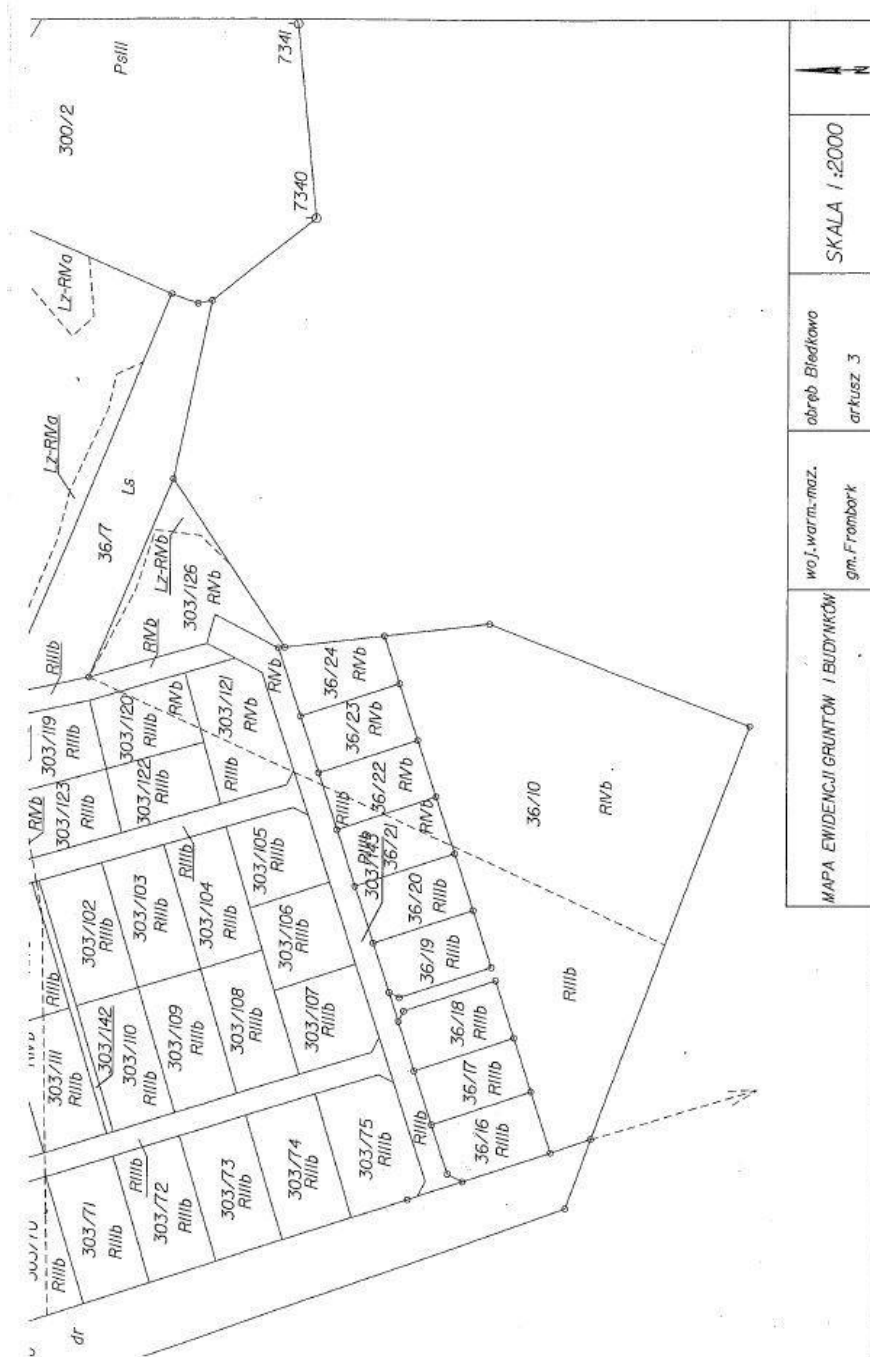 300/2
PsIII
7341
7340
Lz-RIVa
Lz-RIVa
36/7
Ls
Lz-RIVb
303/126
RIVb
RIIIb
RIVb
303/119
RIIIb
303/120
RIIIb
RIVb
303/121
RIVb
RIVb
303/123
RIIIb
303/122
RIIIb
RIIIb
RIVb
RIIIb
303/102
RIIIb
303/103
RIIIb
303/104
RIIIb
303/105
RIIIb
303/106
RIIIb
303/107
RIIIb
303/108
RIIIb
303/109
RIIIb
303/110
RIIIb
303/142
303/111
RIIIb
RIIIb
RIIIb
303/71
RIIIb
303/72
RIIIb
303/73
RIIIb
303/74
RIIIb
303/75
RIIIb
RIIIb
dr
36/24
RIVb
36/23
RIVb
36/22
RIVb
RIIIb
RIIIb
303/143
36/21
RIVb
36/20
RIIIb
36/19
RIIIb
36/18
RIIIb
36/17
RIIIb
36/16
RIIIb
RIIIb
36/10
RIVb
RIIIb
MAPA EWIDENCJI GRUNTÓW I BUDYNKÓW
woj.warm.-maz.
gm.Frombork
obręb Biedkowo
arkusz 3
SKALA 1:2000
N